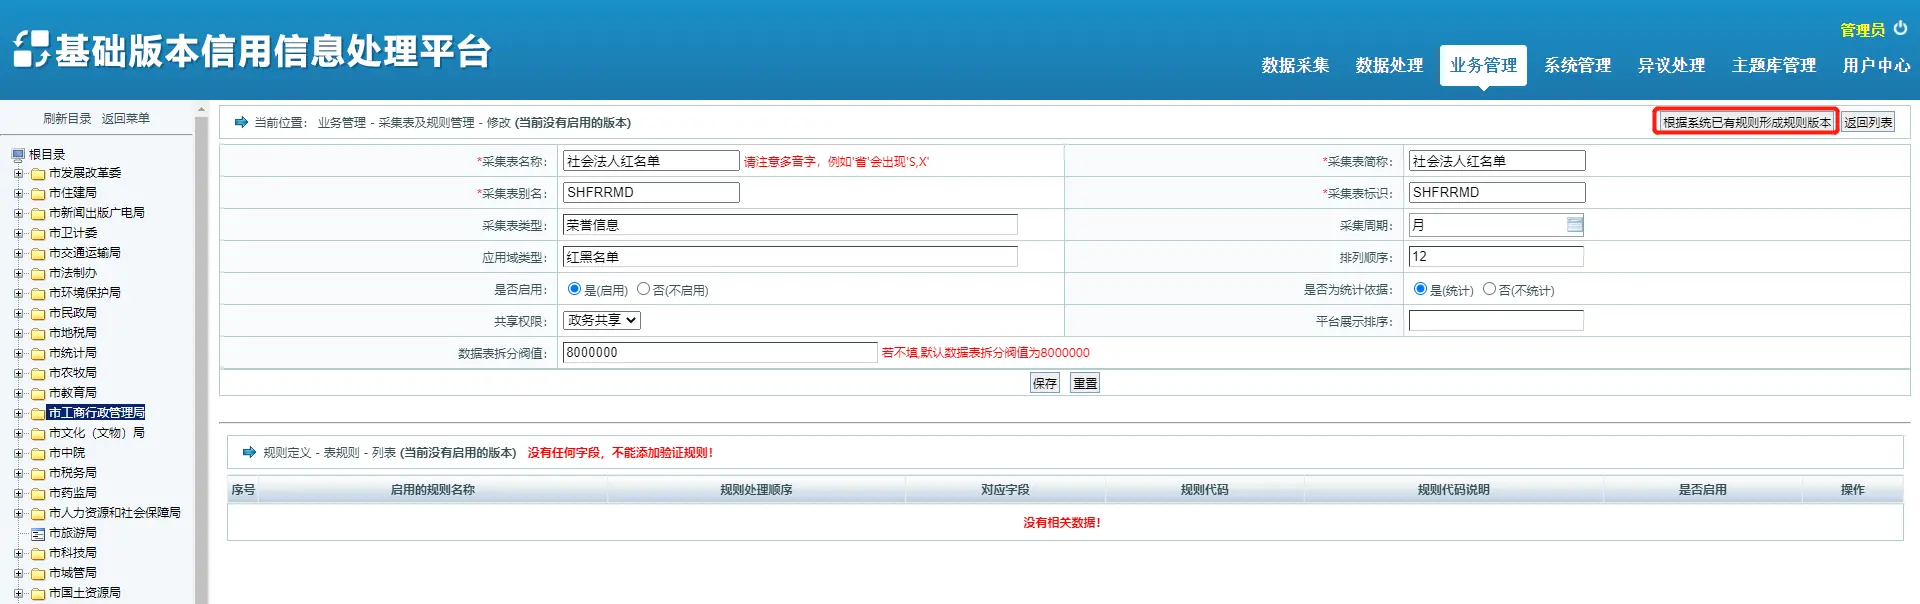 管理员
基础版本信用信息处理平台
数据采集 数据处理 业务管理 系统管理 异议处理 主题库管理 用户中心
刷新目录 返回菜单
根目录
市发展改革委
市住建局
市新闻出版广电局
市卫计委
市交通运输局
市法制办
市环境保护局
市民政局
市地税局
市统计局
市农牧局
市教育局
市工商行政管理局
市文化（文物）局
市中院
市税务局
市药监局
市人力资源和社会保障局
市旅游局
市科技局
市城管局
市国土资源局
当前位置： 业务管理 - 采集表及规则管理 - 修改 (当前没有启用的版本) 根据系统已有规则形成规则版本 返回列表
*采集表名称： 社会法人红名单 请注意多音字，例如'省'会出现'S,X' *采集表简称： 社会法人红名单
*采集表别名： SHFRRMD *采集表标识： SHFRRMD
采集表类型： 荣誉信息 采集周期： 月
应用域类型： 红黑名单 排列顺序： 12
是否启用： 是(启用) 否(不启用) 是否为统计依据： 是(统计) 否(不统计)
共享权限： 政务共享 平台展示排序：
数据表拆分阀值： 8000000 若不填,默认数据表拆分阀值为8000000
保存 重置
规则定义 - 表规则 - 列表 (当前没有启用的版本) 没有任何字段，不能添加验证规则！
序号 启用的规则名称 规则处理顺序 对应字段 规则代码 规则代码说明 是否启用 操作
没有相关数据！